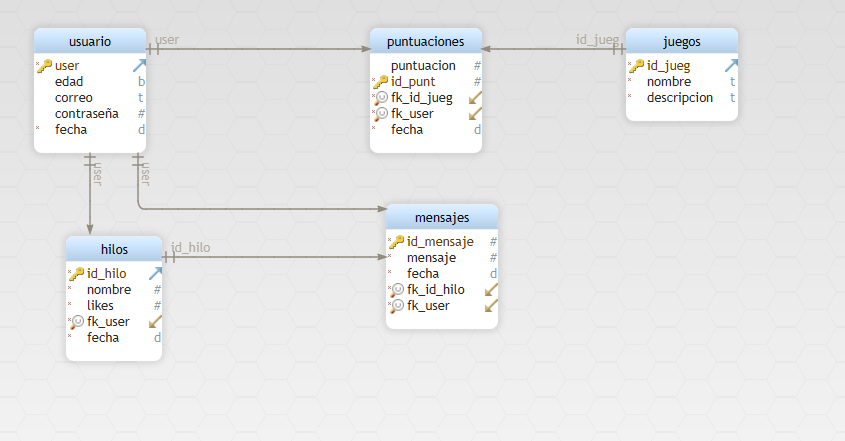 usuario
user
edad b
correo t
contraseña #
fecha d
user
puntuaciones
puntuacion #
id_punt #
fk_id_jueg
fk_user
fecha d
id_jueg
juegos
id_jueg
nombre t
descripcion t
user
user
hilos
id_hilo
nombre #
likes #
fk_user
fecha d
id_hilo
mensajes
id_mensaje #
mensaje #
fecha d
fk_id_hilo
fk_user